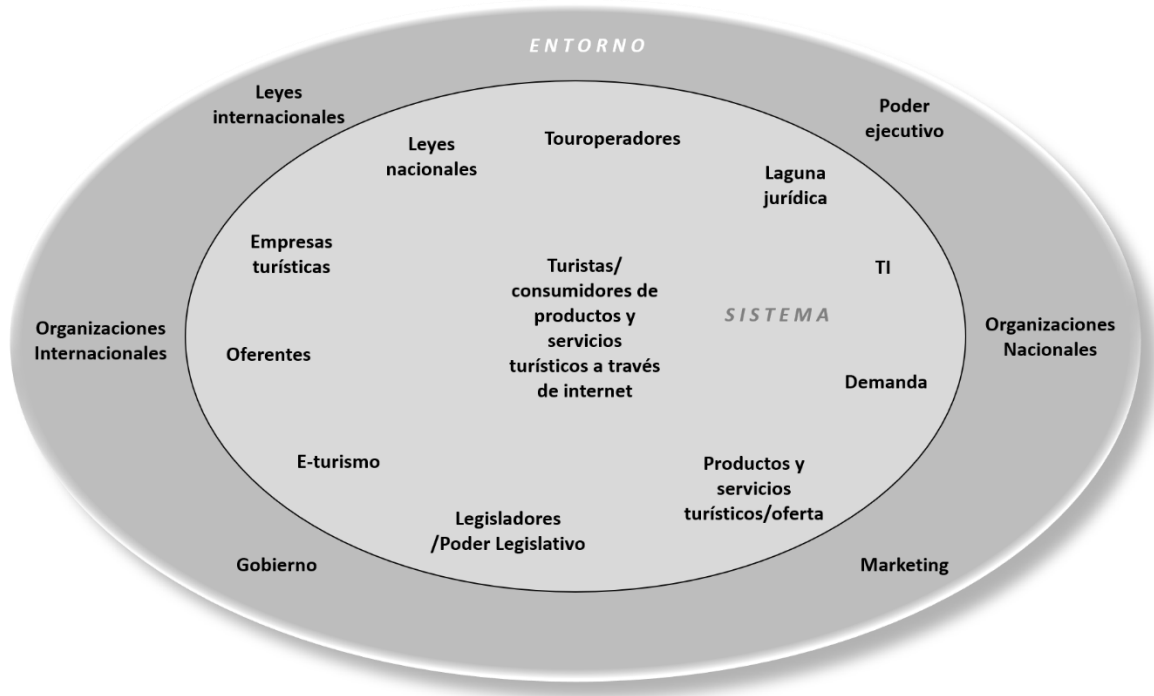 ENTORNO
Leyes
internacionales
Poder
ejecutivo
Leyes
nacionales
Touroperadores
Laguna
jurídica
Empresas
turísticas
Turistas/
consumidores de
productos y
servicios
turísticos a través
de internet
TI
SISTEMA
Organizaciones
Internacionales
Oferentes
Organizaciones
Nacionales
Demanda
E-turismo
Productos y
servicios
turísticos/oferta
Legisladores
/Poder Legislativo
Gobierno
Marketing